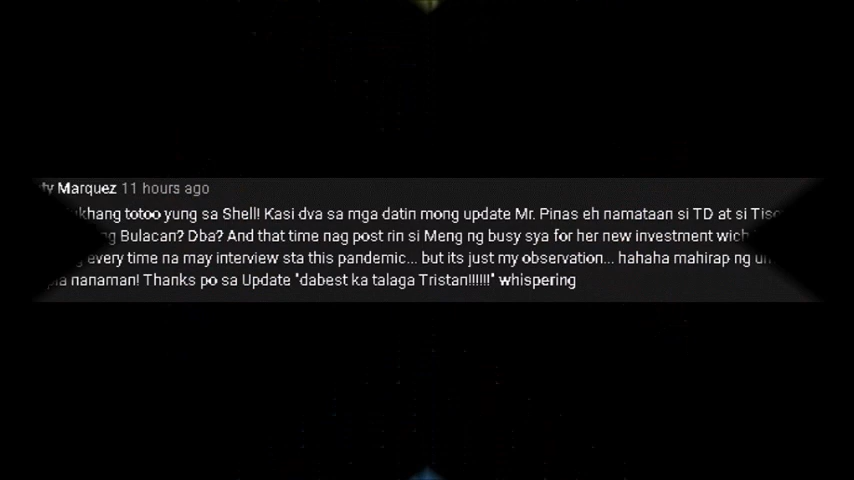 Marquez 11 hours ago
totoo yung sa Shell! Kasi dva sa mga datin mong update Mr. Pinas eh namataan si TD at si
Bulacan? Dba? And that time nag post rin si Meng ng busy sya for her new investment wich
every time na may interview sta this pandemic... but its just my observation... hahaha mahirap ng
nanaman! Thanks po sa Update "dabest ka talaga Tristan!!!!!!" whispering